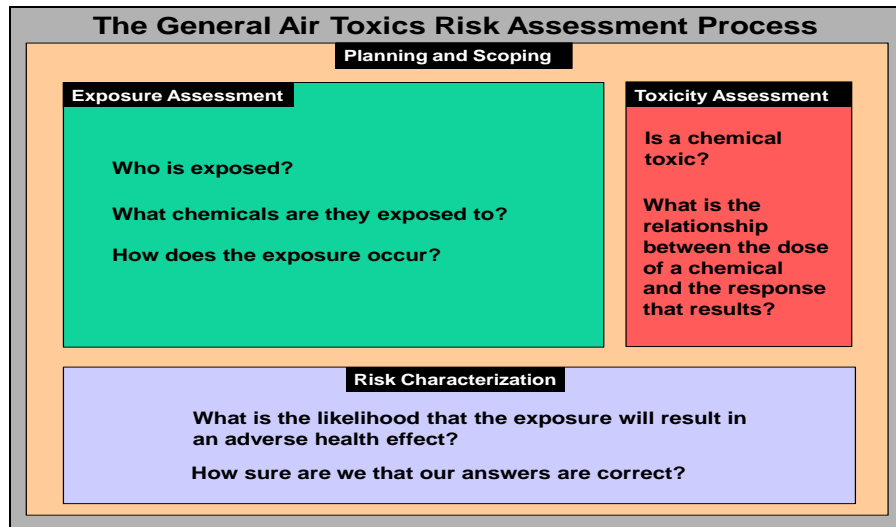 The General Air Toxics Risk Assessment Process
Planning and Scoping
Exposure Assessment
Who is exposed?
What chemicals are they exposed to?
How does the exposure occur?
Toxicity Assessment
Is a chemical
toxic?
What is the
relationship
between the dose
of a chemical
and the response
that results?
Risk Characterization
What is the likelihood that the exposure will result in
an adverse health effect?
How sure are we that our answers are correct?